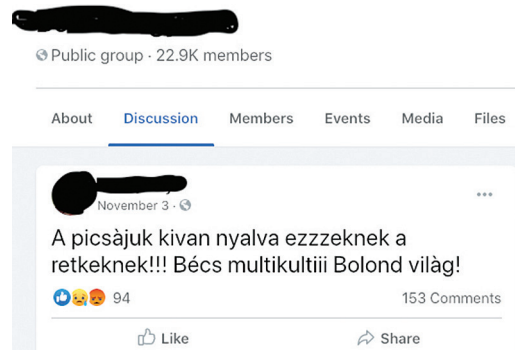 Public group · 22.9K members
About Discussion Members Events Media Files
November 3 ·
A picsàjuk kivan nyalva ezzzeknek a
retkeknek!!! Bécs multikultiii Bolond vilàg!
94 153 Comments
Like Share